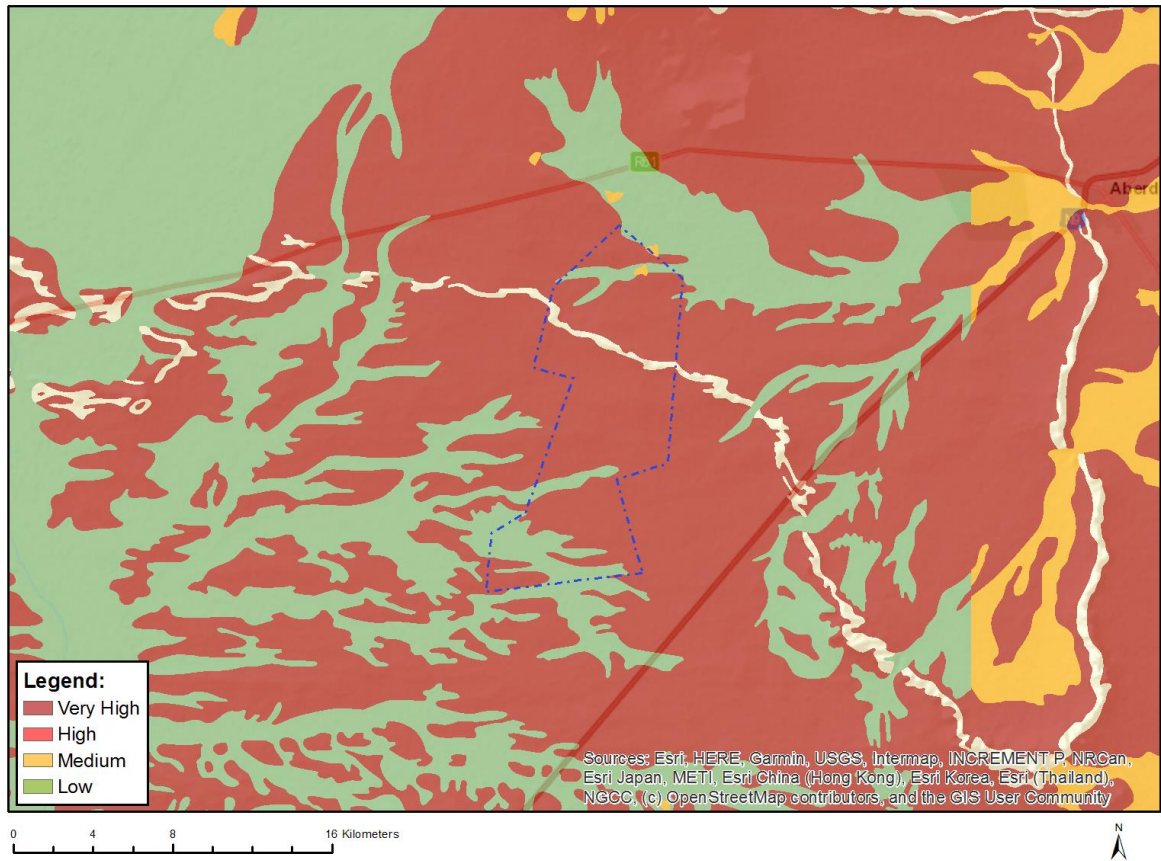 R61
Aberd
Legend:
Very High
High
Medium
Low
Sources: Esri, HERE, Garmin, USGS, Intermap, INCREMENT P, NRCan,
Esri Japan, METI, Esri China (Hong Kong), Esri Korea, Esri (Thailand),
NGCC, (c) OpenStreetMap contributors, and the GIS User Community
0 4 8 16 Kilometers
N